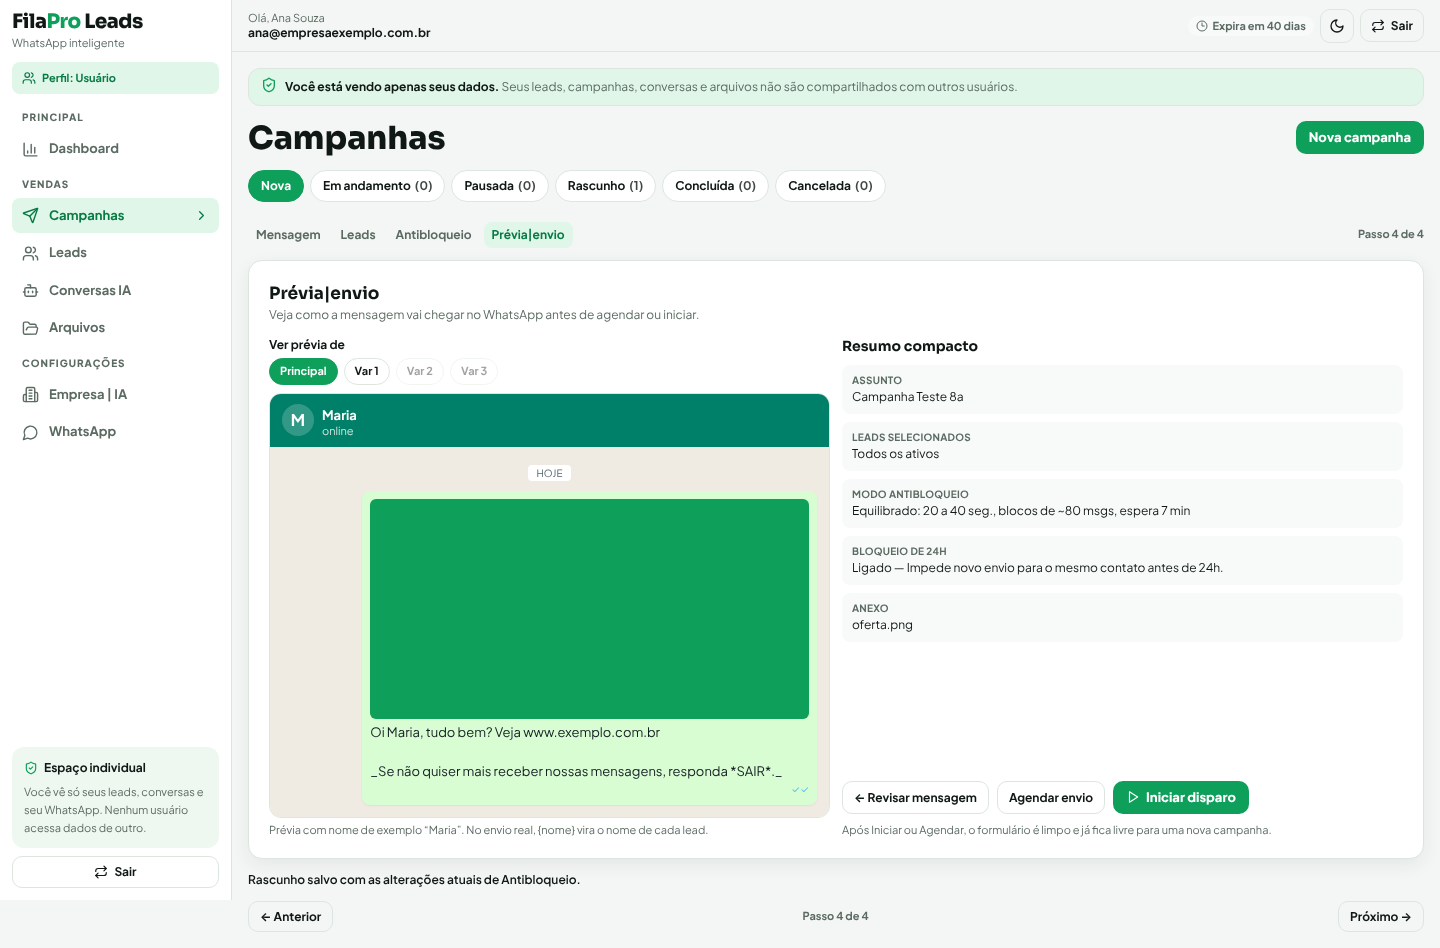 FilaPro Leads
WhatsApp inteligente
Perfil: Usuário
PRINCIPAL
Dashboard
VENDAS
Campanhas
Leads
Conversas IA
Arquivos
CONFIGURAÇÕES
Empresa | IA
WhatsApp
Espaço individual
Você vê só seus leads, conversas e
seu WhatsApp. Nenhum usuário
acessa dados de outro.
Sair
Olá, Ana Souza
ana@empresaexemplo.com.br
Expira em 40 dias
Sair
Você está vendo apenas seus dados. Seus leads, campanhas, conversas e arquivos não são compartilhados com outros usuários.
Campanhas
Nova campanha
Nova
Em andamento (0)
Pausada (0)
Rascunho (1)
Concluída (0)
Cancelada (0)
Mensagem
Leads
Antibloqueio
Prévia|envio
Passo 4 de 4
Prévia|envio
Veja como a mensagem vai chegar no WhatsApp antes de agendar ou iniciar.
Ver prévia de
Principal
Var 1
Var 2
Var 3
M
Maria
online
HOJE
Oi Maria, tudo bem? Veja www.exemplo.com.br
_Se não quiser mais receber nossas mensagens, responda *SAIR*._
Prévia com nome de exemplo “Maria”. No envio real, {nome} vira o nome de cada lead.
Resumo compacto
ASSUNTO
Campanha Teste 8a
LEADS SELECIONADOS
Todos os ativos
MODO ANTIBLOQUEIO
Equilibrado: 20 a 40 seg., blocos de ~80 msgs, espera 7 min
BLOQUEIO DE 24H
Ligado — Impede novo envio para o mesmo contato antes de 24h.
ANEXO
oferta.png
← Revisar mensagem
Agendar envio
Iniciar disparo
Após Iniciar ou Agendar, o formulário é limpo e já fica livre para uma nova campanha.
Rascunho salvo com as alterações atuais de Antibloqueio.
← Anterior
Passo 4 de 4
Próximo →